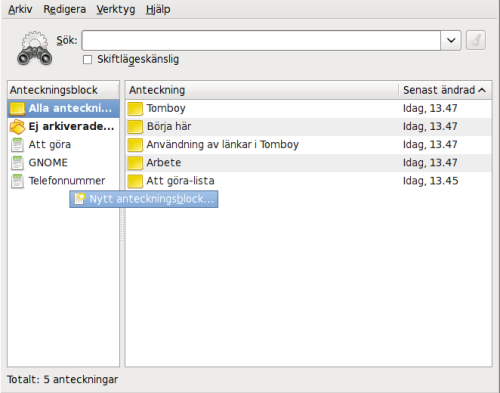 Arkiv Redigera Verktyg Hjälp
Sök:
Skiftlägeskänslig
Anteckningsblock
Alla anteckni...
Ej arkiverade...
Att göra
GNOME
Telefonnummer
Nytt anteckningsblock...
Anteckning Senast ändrad
Tomboy Idag, 13.47
Börja här Idag, 13.47
Användning av länkar i Tomboy Idag, 13.47
Arbete Idag, 13.47
Att göra-lista Idag, 13.45
Totalt: 5 anteckningar